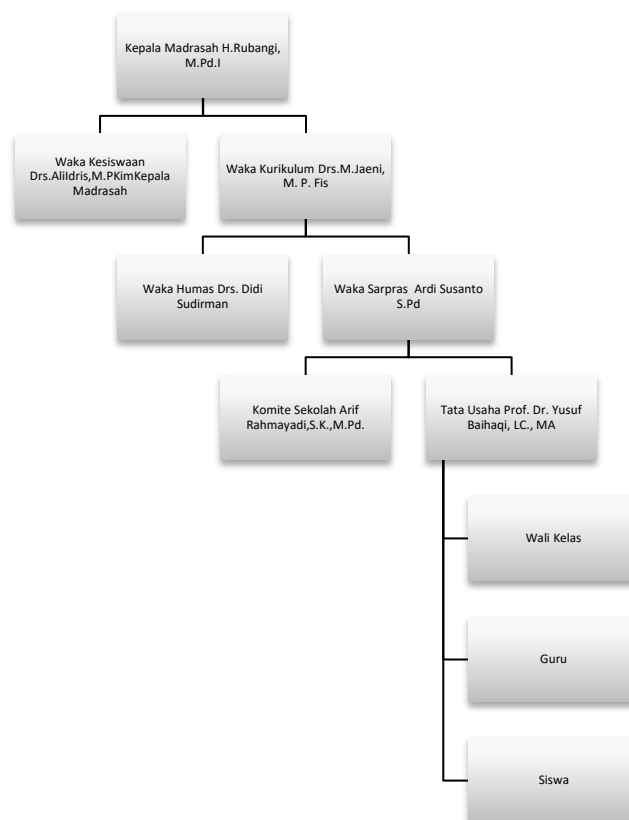 Kepala Madrasah H.Rubangi,
M.Pd.I
Waka Kesiswaan
Drs.AliIdris,M.PKimKepala
Madrasah
Waka Kurikulum Drs.M.Jaeni,
M. P. Fis
Waka Humas Drs. Didi
Sudirman
Waka Sarpras Ardi Susanto
S.Pd
Komite Sekolah Arif
Rahmayadi,S.K.,M.Pd.
Tata Usaha Prof. Dr. Yusuf
Baihaqi, LC., MA
Wali Kelas
Guru
Siswa